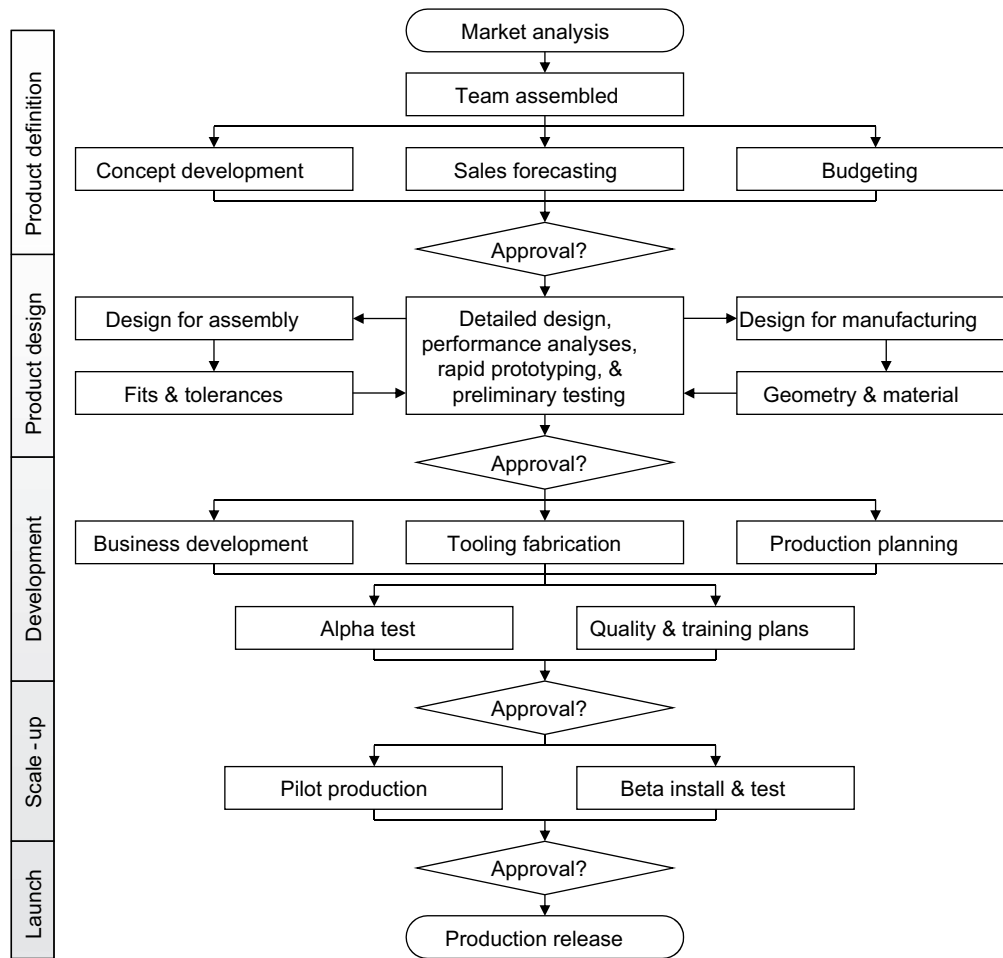 Market analysis
Team assembled
Concept development
Sales forecasting
Budgeting
Approval?
Design for assembly
Detailed design,
performance analyses,
rapid prototyping, &
preliminary testing
Design for manufacturing
Fits & tolerances
Geometry & material
Approval?
Business development
Tooling fabrication
Production planning
Alpha test
Quality & training plans
Approval?
Pilot production
Beta install & test
Approval?
Production release
Product definition
Product design
Development
Scale - up
Launch